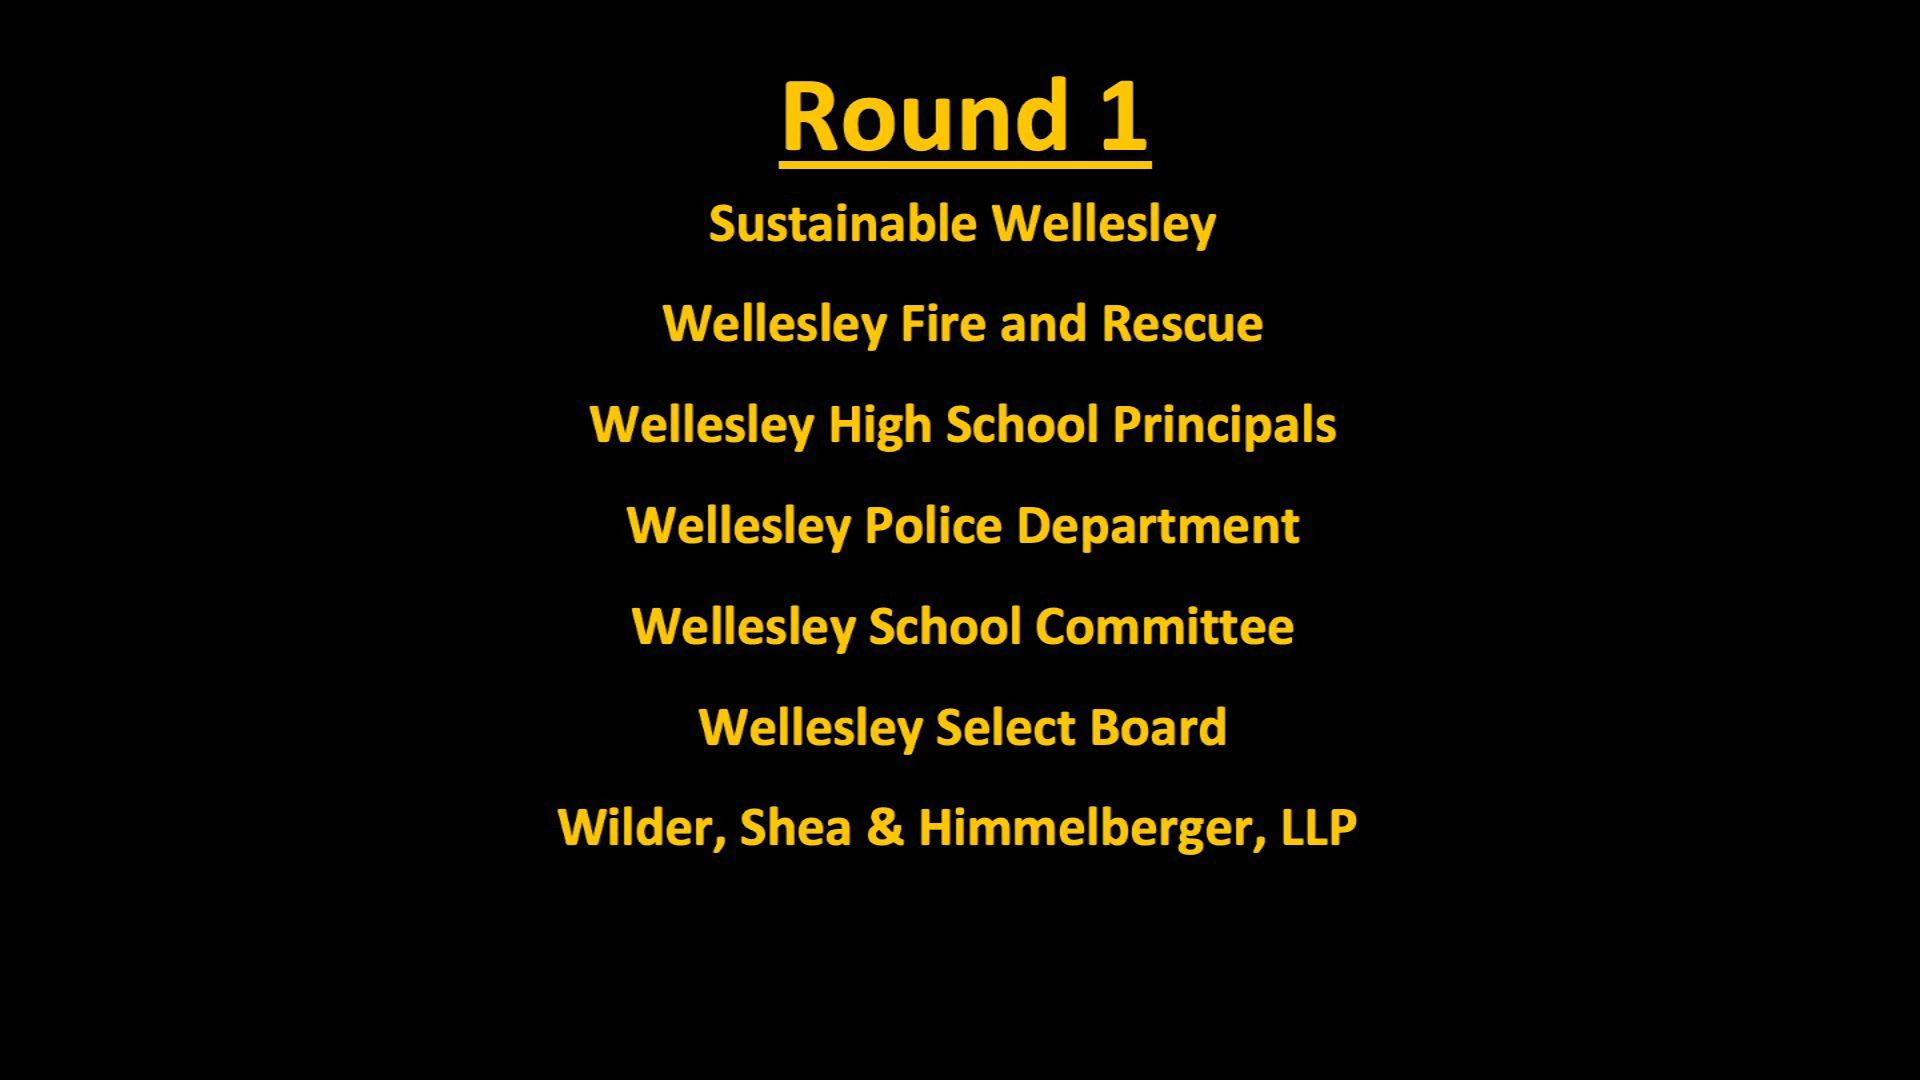 Round 1
Sustainable Wellesley
Wellesley Fire and Rescue
Wellesley High School Principals
Wellesley Police Department
Wellesley School Committee
Wellesley Select Board
Wilder, Shea & Himmelberger, LLP